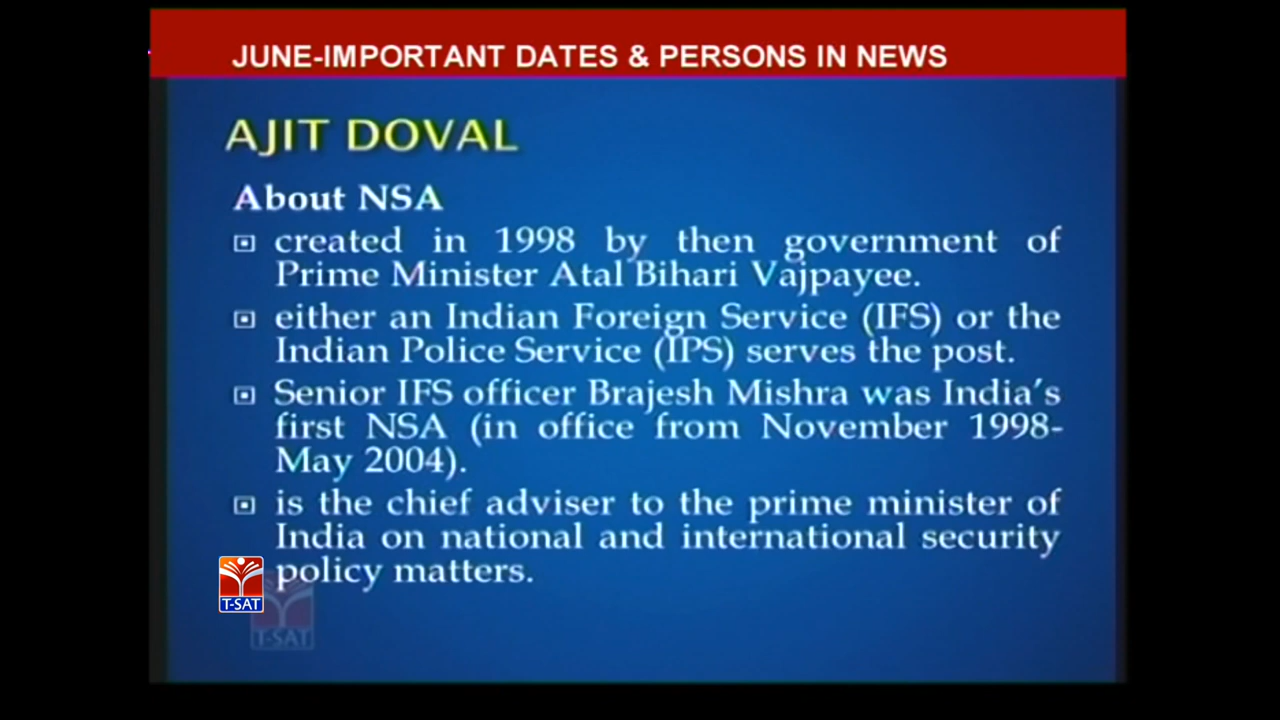 JUNE-IMPORTANT DATES & PERSONS IN NEWS
AJIT DOVAL
About NSA
created in 1998 by then government of
Prime Minister Atal Bihari Vajpayee.
either an Indian Foreign Service (IFS) or the
Indian Police Service (IPS) serves the post.
Senior IFS officer Brajesh Mishra was India's
first NSA (in office from November 1998-
May 2004).
is the chief adviser to the prime minister of
India on national and international security
policy matters.
T-SAT
T-SAT